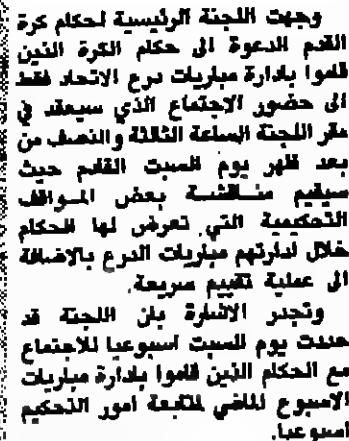 وجهت اللجنة الرئيسية لحكام كرة
القدم الدعوة الى حكام الكرة الذين
قاموا بادارة مباريات درع الاتحاد فقط
الى حضور الاجتماع الذي سيعقد في
مقر اللجنة الساعة الثالثة والنصف من
بعد ظهر يوم السبت القادم حيث
سيقيم مناقشة بعض المواقف
التحكيمية التي تعرض لها الحكام
خلال ادارتهم مباريات الدرع بالاضافة
الى عملية تقييم سريعة.
وتجدر الاشارة بان اللجنة قد
حددت يوم السبت اسبوعيا للاجتماع
مع الحكام الذين قاموا بادارة مباريات
الاسبوع الماضي لمتابعة امور التحكيم
اسبوعيا.